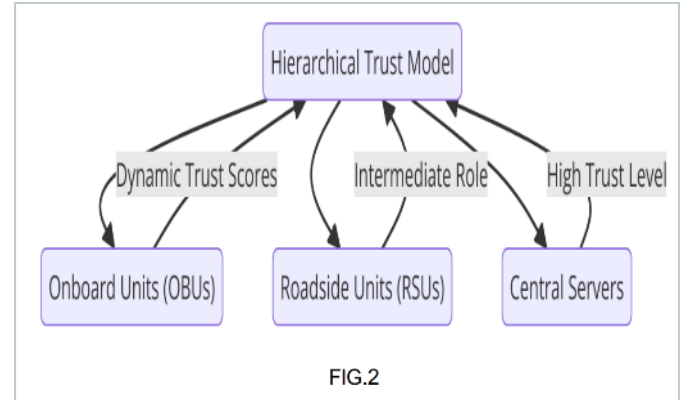 Hierarchical Trust Model
Dynamic Trust Scores
Intermediate Role
High Trust Level
Onboard Units (OBUs)
Roadside Units (RSUs)
Central Servers
FIG.2